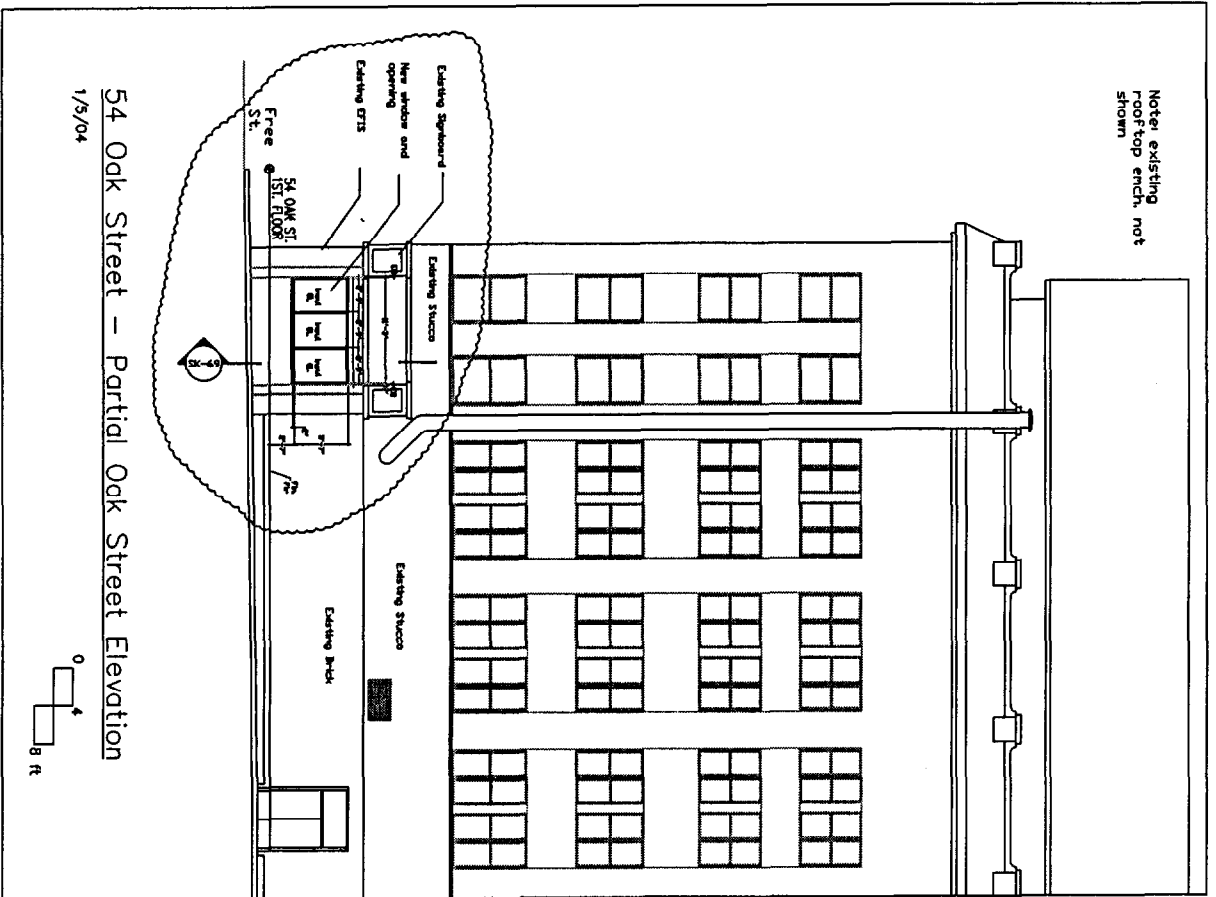 Note: existing
rooftop ench. not
shown
Existing Signboard
New window and
opening
Existing EFIS
Free
St.
54 OAK ST.
1ST. FLOOR
Existing Stucco
Existing Stucco
Existing Brick
SK-6.9
54 Oak Street - Partial Oak Street Elevation
1/5/04
0
4
8 ft